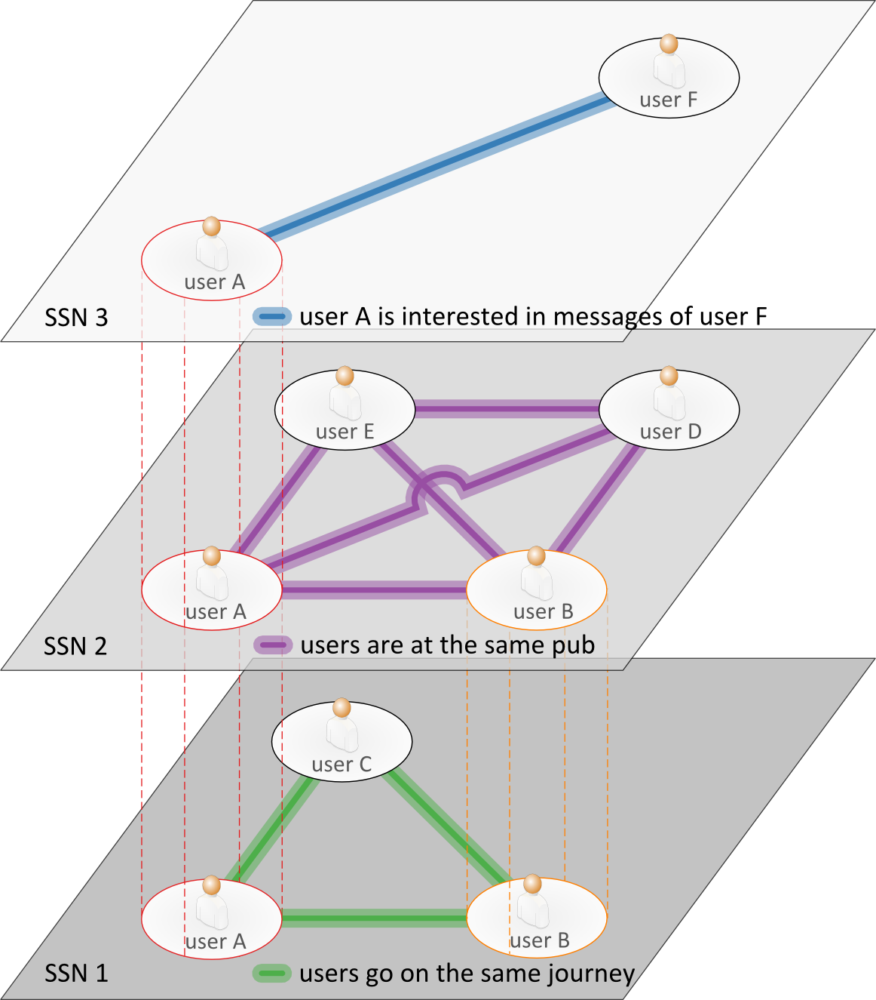 user F
user A
SSN 3
user A is interested in messages of user F
user E
user D
user A
user B
SSN 2
users are at the same pub
user C
user A
user B
SSN 1
users go on the same journey